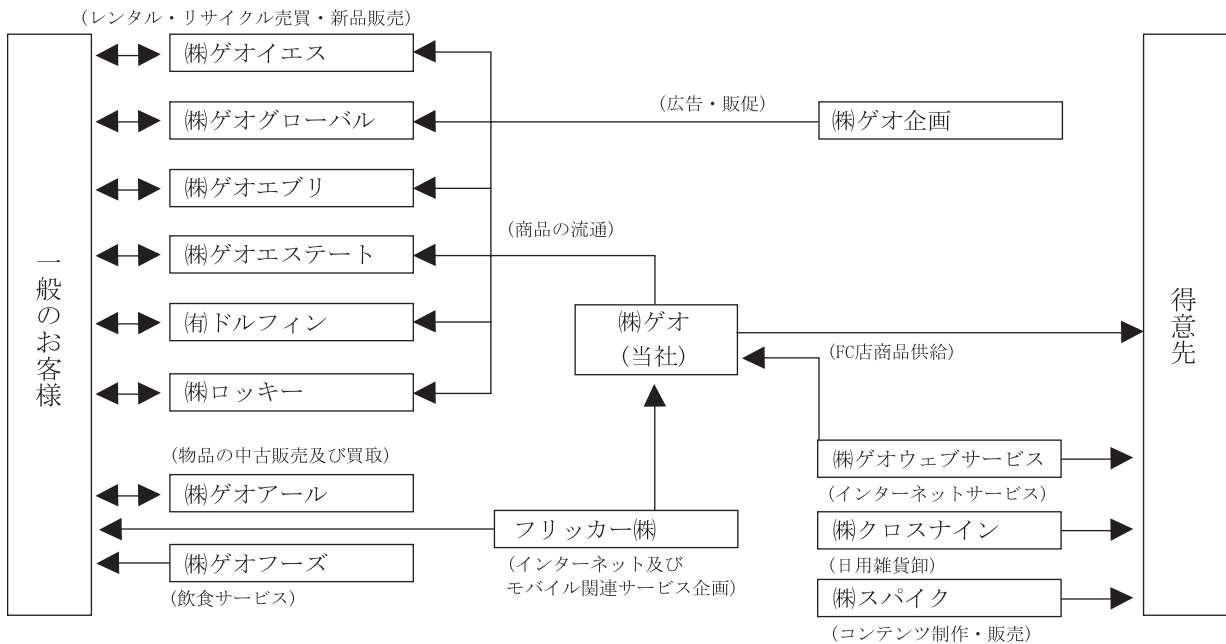 (レンタル・リサイクル売買・新品販売)
㈱ゲオイエス
㈱ゲオグローバル
(広告・販促)
㈱ゲオ企画
㈱ゲオエブリ
㈱ゲオエステート
(商品の流通)
㈲ドルフィン
㈱ロッキー
一般のお客様
㈱ゲオ
(当社)
(FC店商品供給)
得意先
(物品の中古販売及び買取)
㈱ゲオアール
フリッカー㈱
(インターネット及び
モバイル関連サービス企画)
㈱ゲオフーズ
(飲食サービス)
㈱ゲオウェブサービス
(インターネットサービス)
㈱クロスナイン
(日用雑貨卸)
㈱スパイク
(コンテンツ制作・販売)